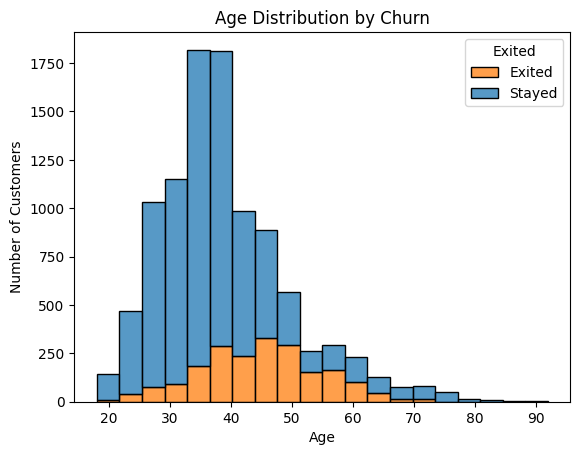 Age Distribution by Churn
Number of Customers
1750
1500
1250
1000
750
500
250
0
Exited
Exited
Stayed
20 30 40 50 60 70 80 90
Age